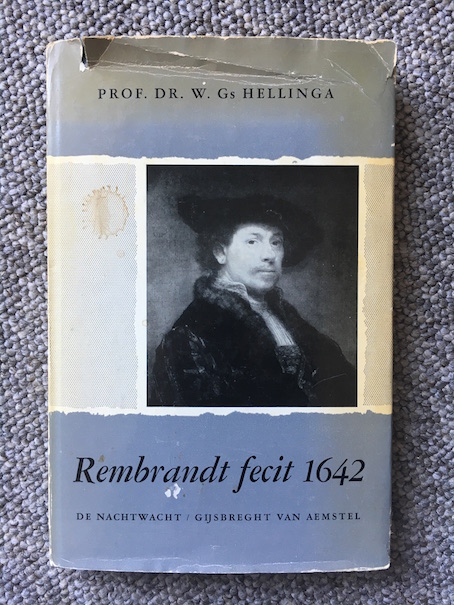 PROF. DR. W. Gs HELLINGA
Rembrandt fecit 1642
DE NACHTWACHT / GIJSBREGHT VAN AEMSTEL